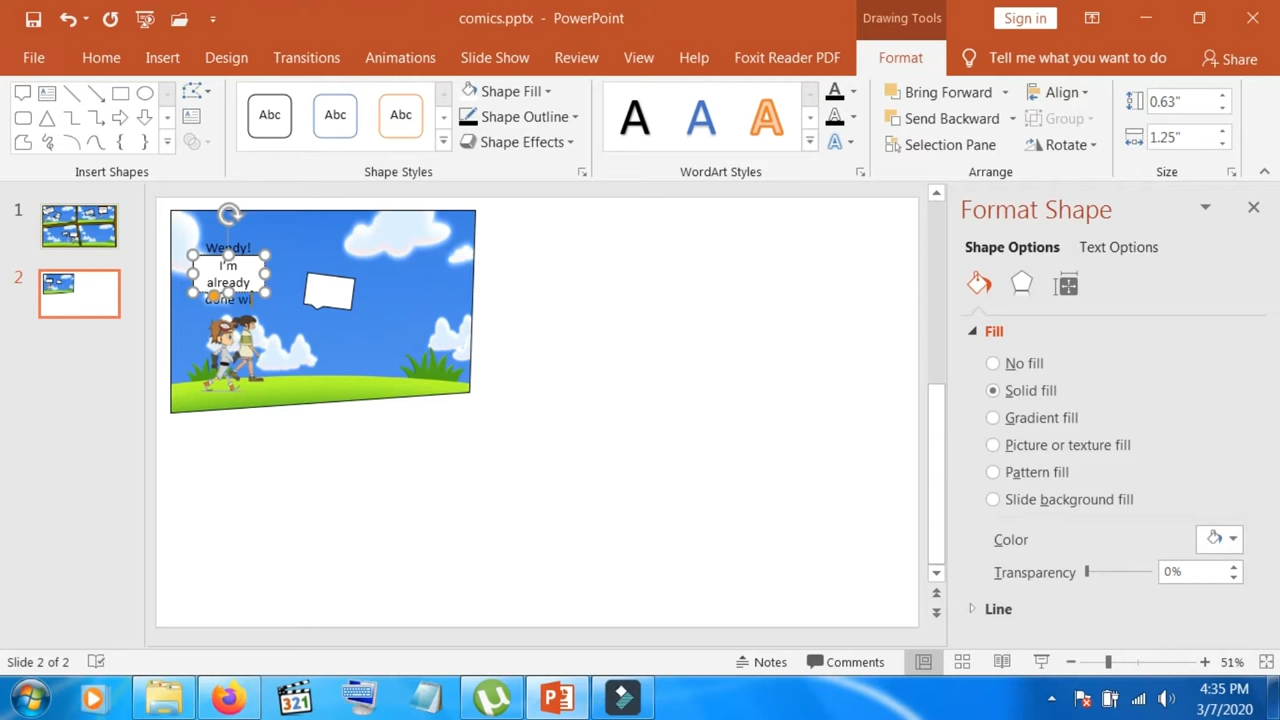 comics.pptx - PowerPoint
Drawing Tools
Sign in
File Home Insert Design Transitions Animations Slide Show Review View Help Foxit Reader PDF Format Tell me what you want to do Share
Abc Abc Abc
Shape Fill
Shape Outline
Shape Effects
A A A
A
A
A
Bring Forward
Send Backward
Selection Pane
Align
Group
Rotate
0.63"
1.25"
Insert Shapes Shape Styles WordArt Styles Arrange Size
1
2
Wendy!
I'm
already
done wi
Format Shape
Shape Options Text Options
Fill
No fill
Solid fill
Gradient fill
Picture or texture fill
Pattern fill
Slide background fill
Color
Transparency 0%
Line
Slide 2 of 2 Notes Comments 51%
321
4:35 PM
3/7/2020